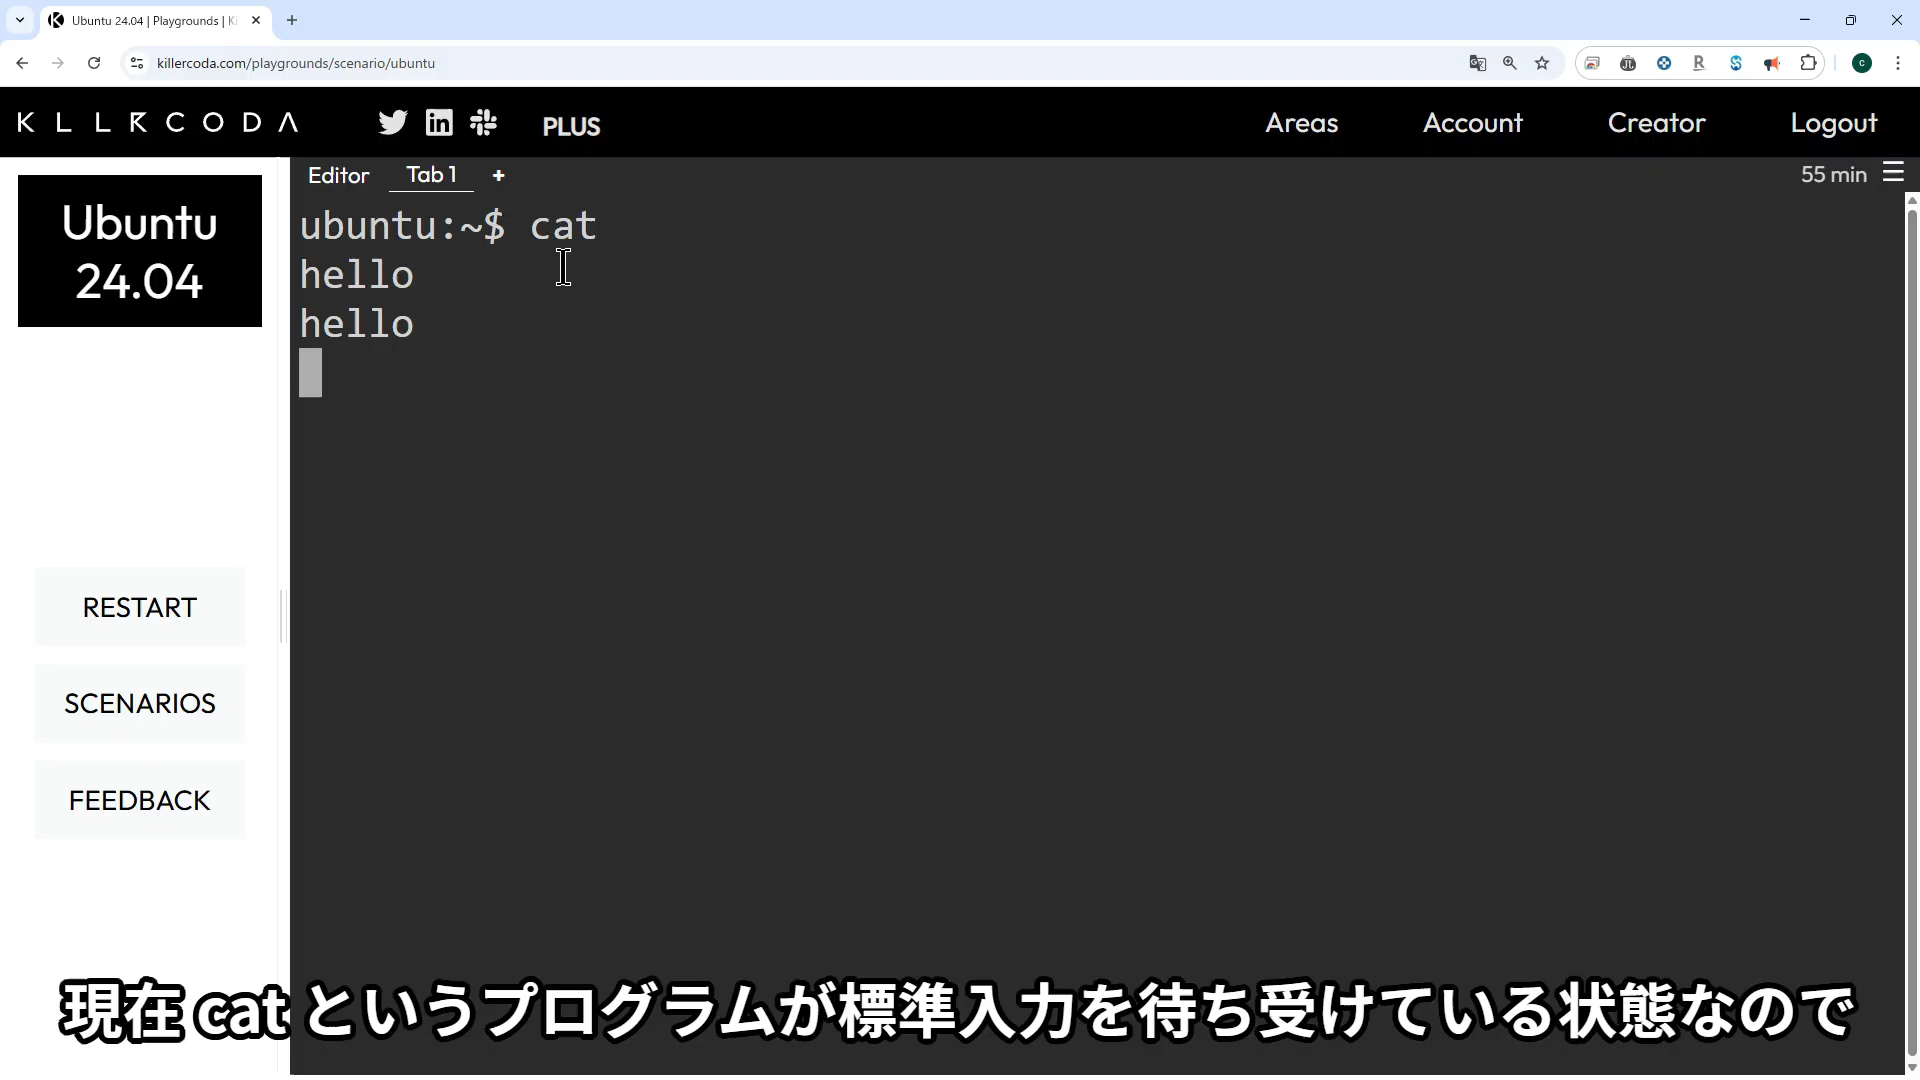 Ubuntu 24.04 | Playgrounds | Ki
killercoda.com/playgrounds/scenario/ubuntu
KLLRCODA
PLUS
Areas
Account
Creator
Logout
Ubuntu
24.04
Editor
Tab 1
+
55 min
ubuntu:~$ cat
hello
hello
RESTART
SCENARIOS
FEEDBACK
現在 cat というプログラムが標準入力を待ち受けている状態なので